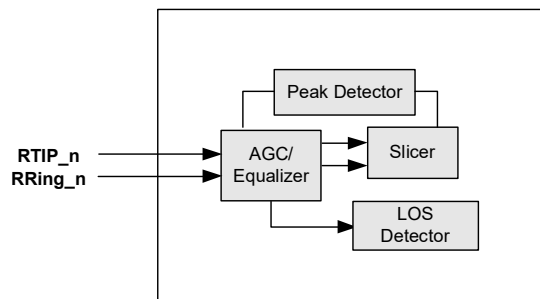 Peak Detector
RTIP_n
RRing_n
AGC/
Equalizer
Slicer
LOS
Detector